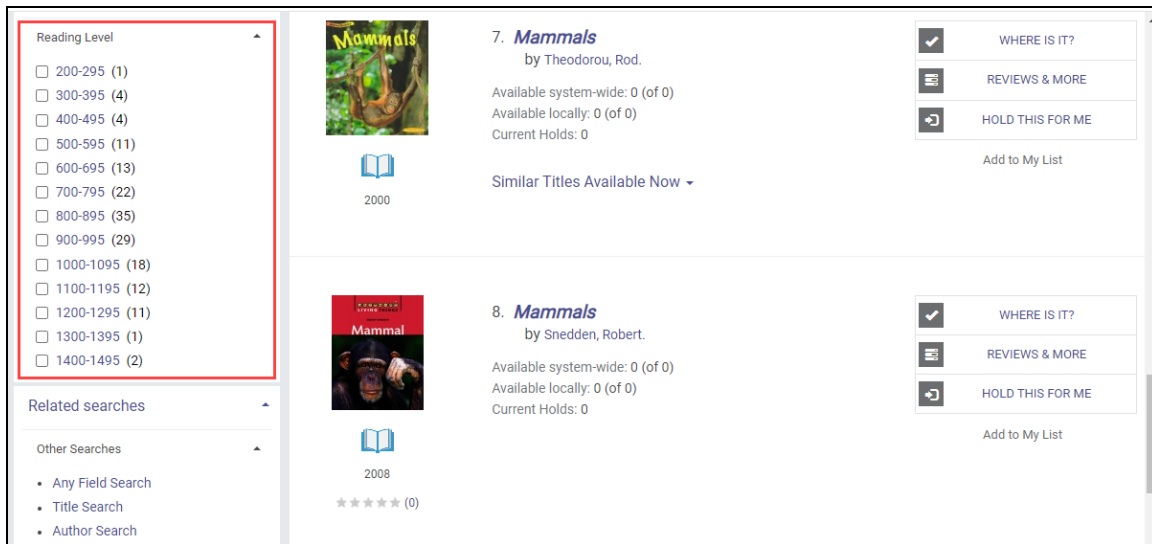 Reading Level
200-295 (1)
300-395 (4)
400-495 (4)
500-595 (11)
600-695 (13)
700-795 (22)
800-895 (35)
900-995 (29)
1000-1095 (18)
1100-1195 (12)
1200-1295 (11)
1300-1395 (1)
1400-1495 (2)
Related searches
Other Searches
Any Field Search
Title Search
Author Search
Mammals
2000
7. Mammals
by Theodorou, Rod.
Available system-wide: 0 (of 0)
Available locally: 0 (of 0)
Current Holds: 0
Similar Titles Available Now
WHERE IS IT?
REVIEWS & MORE
HOLD THIS FOR ME
Add to My List
LIVING THINGS
Mammal
2008
(0)
8. Mammals
by Snedden, Robert.
Available system-wide: 0 (of 0)
Available locally: 0 (of 0)
Current Holds: 0
WHERE IS IT?
REVIEWS & MORE
HOLD THIS FOR ME
Add to My List